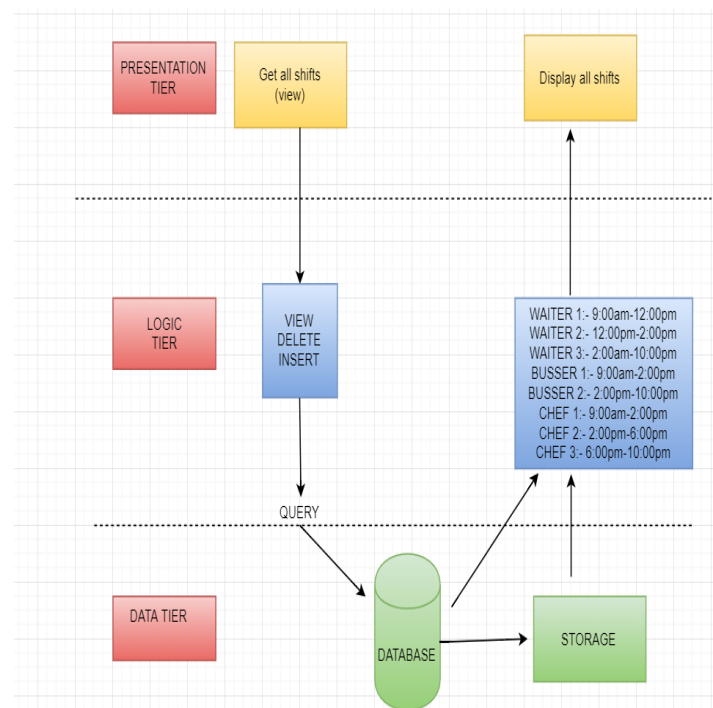 PRESENTATION
TIER
Get all shifts
(view)
Display all shifts
LOGIC
TIER
VIEW
DELETE
INSERT
WAITER 1:- 9:00am-12:00pm
WAITER 2:- 12:00pm-2:00pm
WAITER 3:- 2:00am-10:00pm
BUSSER 1:- 9:00am-2:00pm
BUSSER 2:- 2:00pm-10:00pm
CHEF 1:- 9:00am-2:00pm
CHEF 2:- 2:00pm-6:00pm
CHEF 3:- 6:00pm-10:00pm
QUERY
DATA TIER
DATABASE
STORAGE